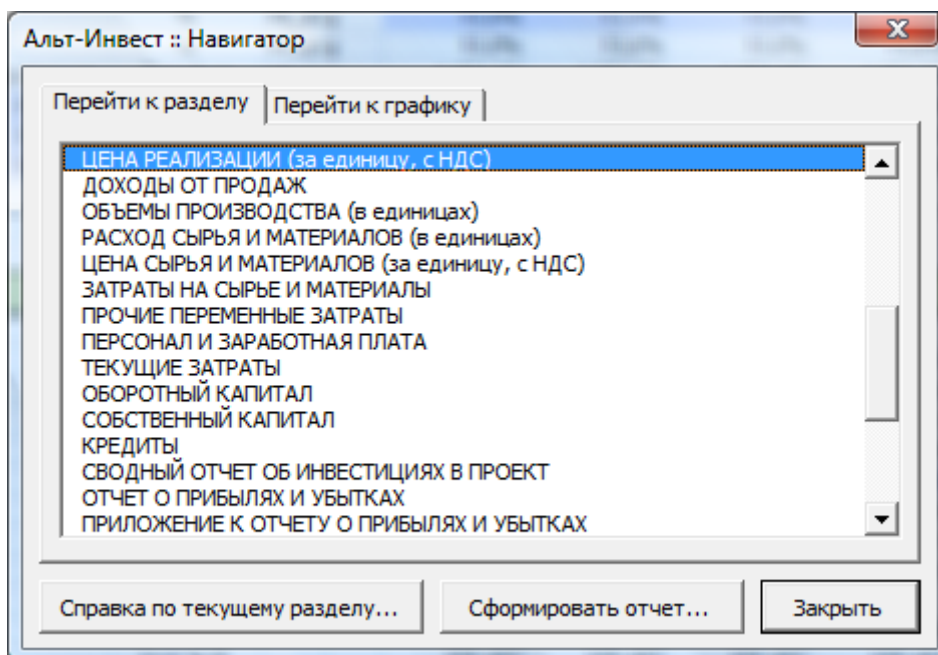 Альт-Инвест :: Навигатор
Перейти к разделу
Перейти к графику
ЦЕНА РЕАЛИЗАЦИИ (за единицу, с НДС)
ДОХОДЫ ОТ ПРОДАЖ
ОБЪЕМЫ ПРОИЗВОДСТВА (в единицах)
РАСХОД СЫРЬЯ И МАТЕРИАЛОВ (в единицах)
ЦЕНА СЫРЬЯ И МАТЕРИАЛОВ (за единицу, с НДС)
ЗАТРАТЫ НА СЫРЬЕ И МАТЕРИАЛЫ
ПРОЧИЕ ПЕРЕМЕННЫЕ ЗАТРАТЫ
ПЕРСОНАЛ И ЗАРАБОТНАЯ ПЛАТА
ТЕКУЩИЕ ЗАТРАТЫ
ОБОРОТНЫЙ КАПИТАЛ
СОБСТВЕННЫЙ КАПИТАЛ
КРЕДИТЫ
СВОДНЫЙ ОТЧЕТ ОБ ИНВЕСТИЦИЯХ В ПРОЕКТ
ОТЧЕТ О ПРИБЫЛЯХ И УБЫТКАХ
ПРИЛОЖЕНИЕ К ОТЧЕТУ О ПРИБЫЛЯХ И УБЫТКАХ
Справка по текущему разделу...
Сформировать отчет...
Закрыть